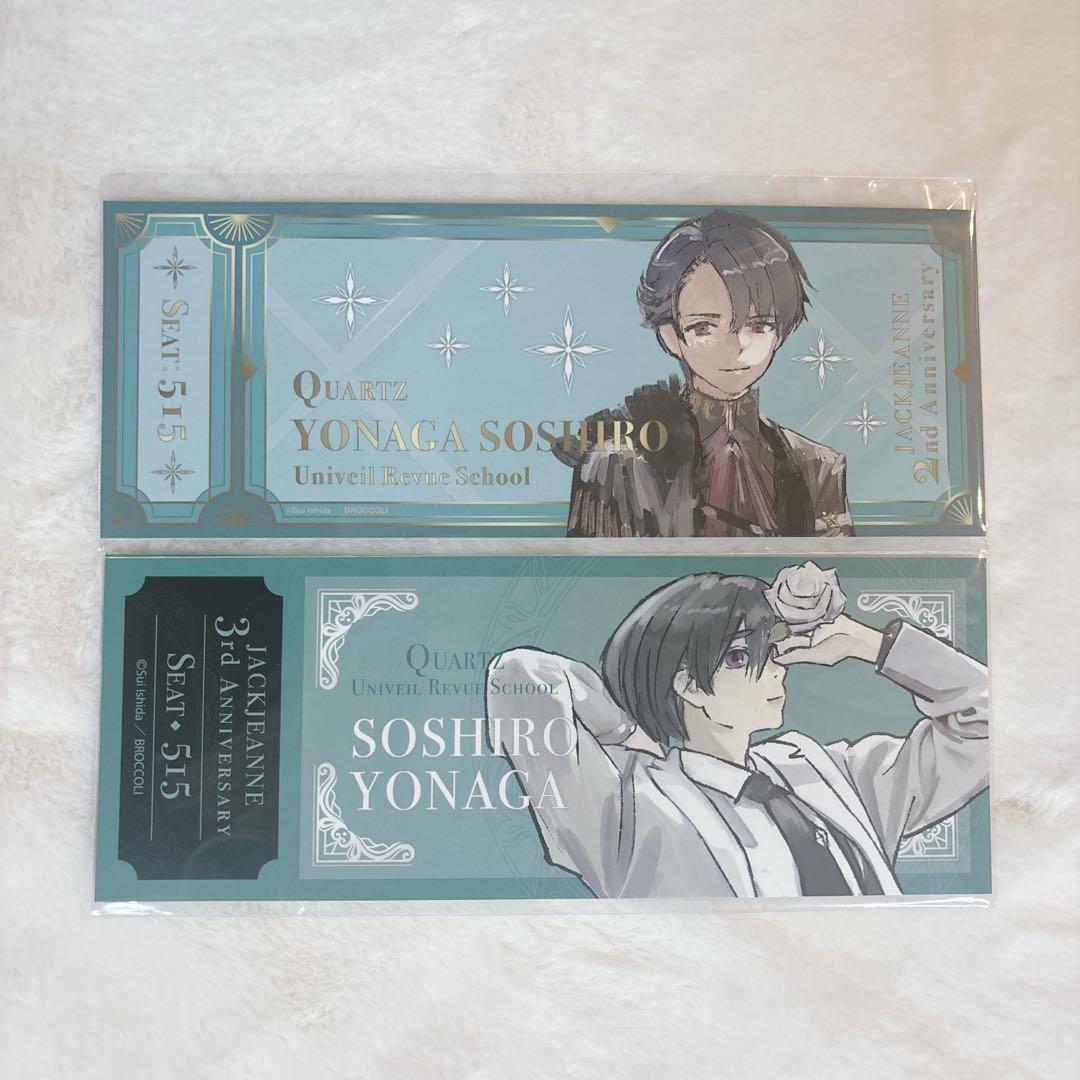 SEAT: 515
QUARTZ
YONAGA SOSHIRO
Univeil Revue School
©Sui Ishida / BROCCOLI
JACKJEANNE
2nd Anniversary
JACKJEANNE
3rd ANNIVERSARY
SEAT◆515
©Sui Ishida / BROCCOLI
QUARTZ
UNIVEIL REVUE SCHOOL
SOSHIRO
YONAGA